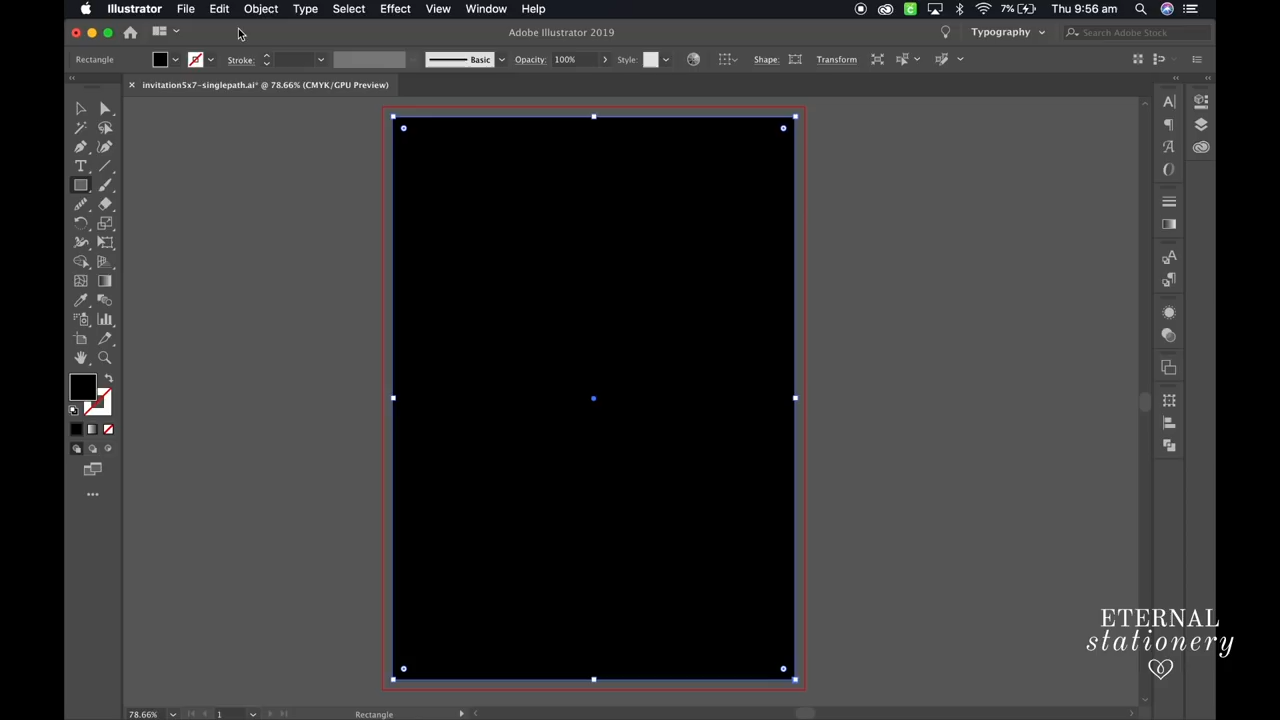 Illustrator File Edit Object Type Select Effect View Window Help 7% Thu 9:56 am
Adobe Illustrator 2019 Typography Search Adobe Stock
Rectangle Stroke: Basic Opacity: 100% Style: Shape: Transform
× invitation5x7-singlepath.ai* @ 78.66% (CMYK/GPU Preview)
ETERNAL
stationery
78.66% 1 Rectangle